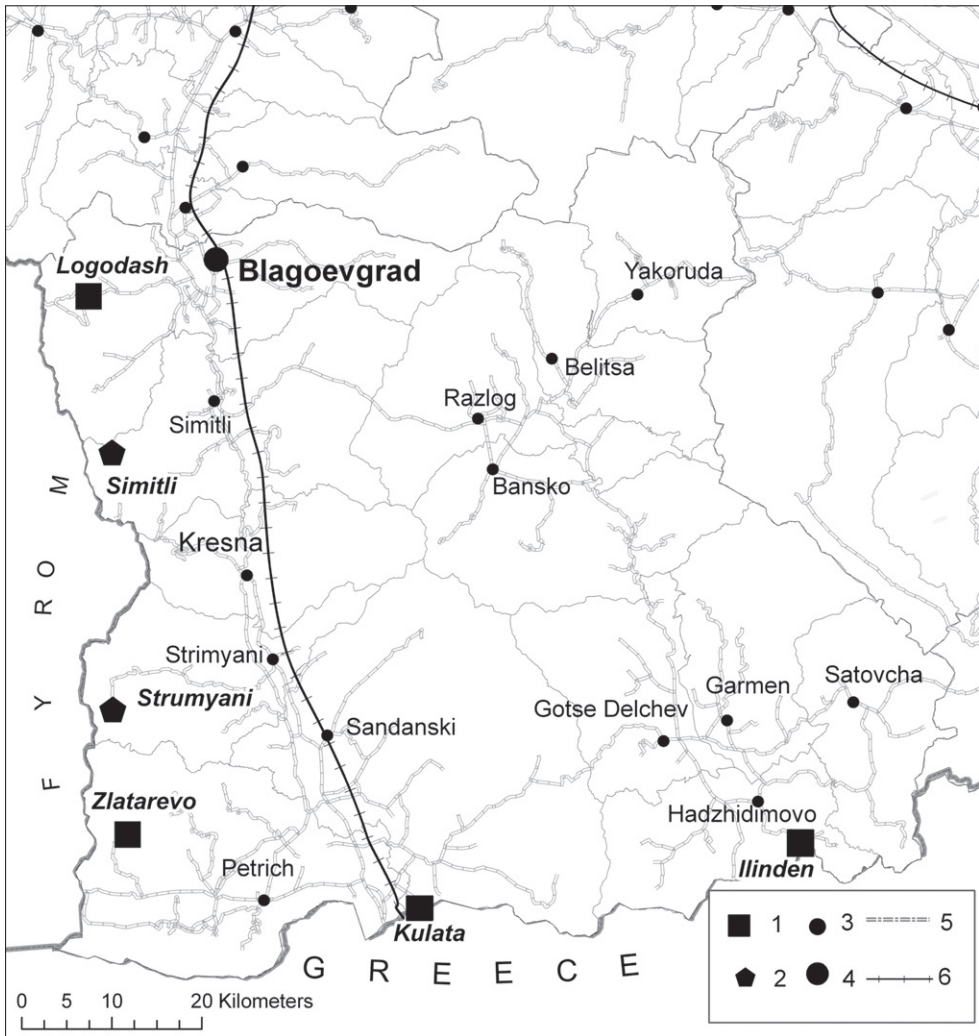 Logodash
Blagoevgrad
Yakoruda
Belitsa
Razlog
Simitli
Simitli
Bansko
Kresna
F Y R O M
Strimyani
Strumyani
Satovcha
Garmen
Gotse Delchev
Sandanski
Zlatarevo
Hadzhidimovo
Petrich
Ilinden
Kulata
G R E E C E
1 3 5
2 4 6
0 5 10 20 Kilometers